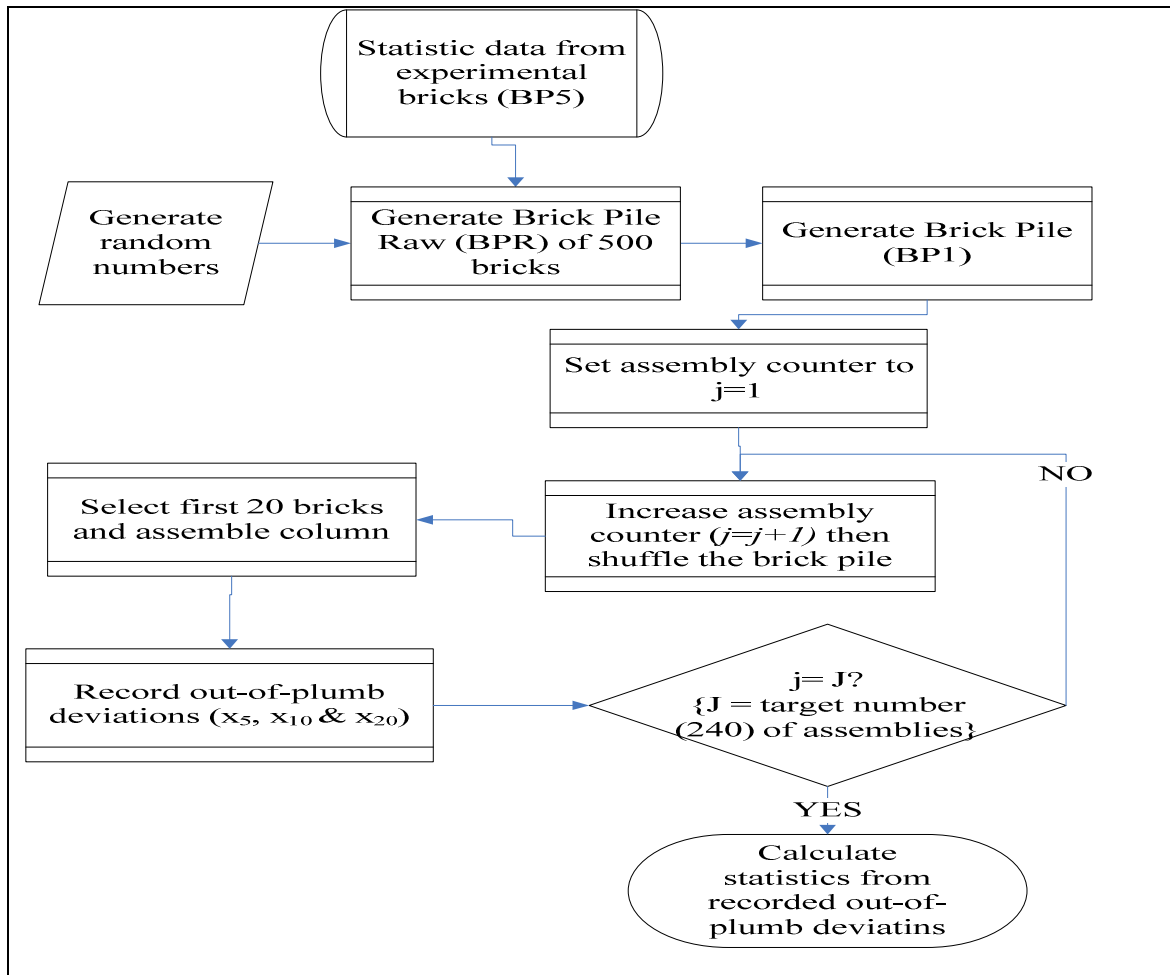 Statistic data from
experimental
bricks (BP5)
Generate
random
numbers
Generate Brick Pile
Raw (BPR) of 500
bricks
Generate Brick Pile
(BP1)
Set assembly counter to
j=1
NO
Increase assembly
counter (j=j+1) then
shuffle the brick pile
Select first 20 bricks
and assemble column
Record out-of-plumb
deviations (x₅, x₁₀ & x₂₀)
j= J?
{J = target number
(240) of assemblies}
YES
Calculate
statistics from
recorded out-of-
plumb deviatins